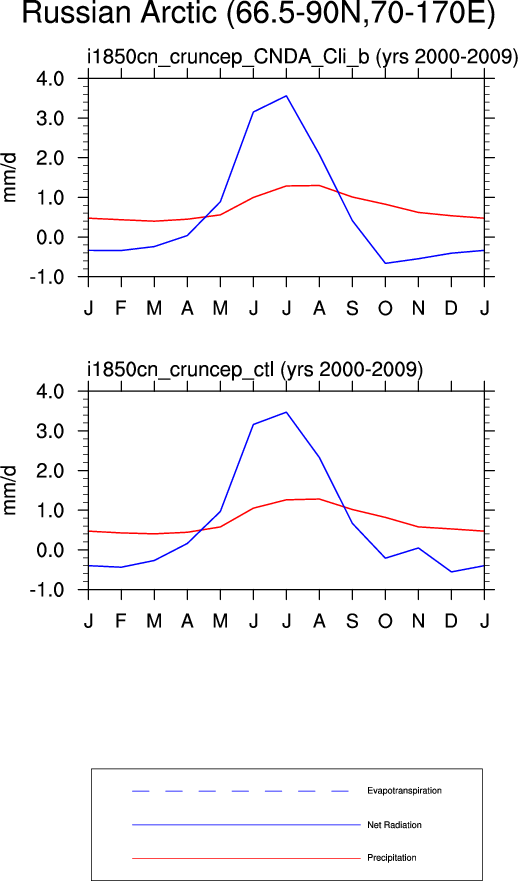 Russian Arctic (66.5-90N,70-170E)
i1850cn_cruncep_CNDA_Cli_b (yrs 2000-2009)
4.0
3.0
2.0
1.0
0.0
-1.0
mm/d
J F M A M J J A S O N D J
i1850cn_cruncep_ctl (yrs 2000-2009)
4.0
3.0
2.0
1.0
0.0
-1.0
mm/d
J F M A M J J A S O N D J
Evapotranspiration
Net Radiation
Precipitation